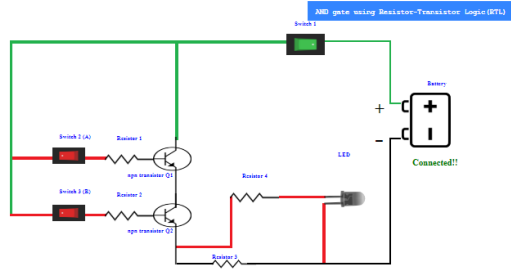 AND gate using Resistor-Transistor Logic(RTL)
Switch 1
Battery
+
Switch 2 (A)
Resistor 1
−
LED
Connected!!
npn transistor Q1
Resistor 4
Switch 3 (B)
Resistor 2
npn transistor Q2
Resistor 3